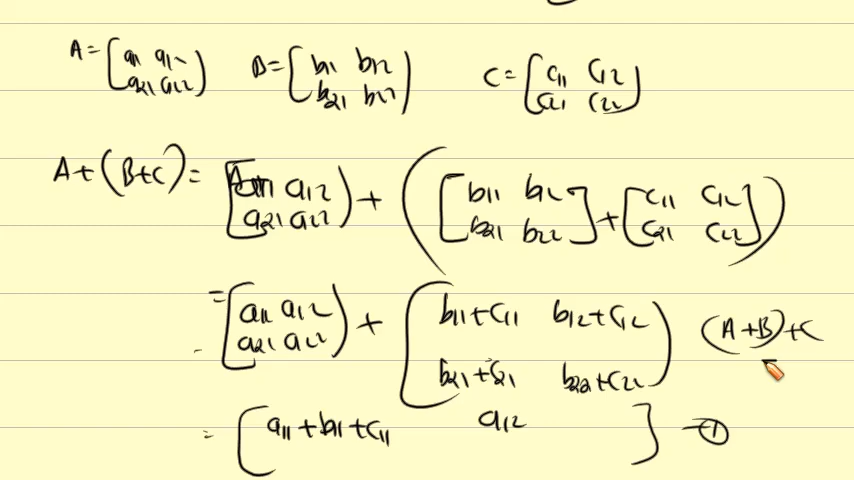 A = [ a11 a12 B = [ b11 b12 C = [ c11 c12
a21 a22 ] b21 b22 ] c21 c22 ]
A + (B+C) = [ a11 a12 + ( [ b11 b12 ] + [ c11 c12 ] )
a21 a22 ] b21 b22 c21 c22
= [ a11 a12 + [ b11+c11 b12+c12 (A+B)+C
a21 a22 ] b21+c21 b22+c22 ]
= [ a11+b11+c11 a12 ] → ①